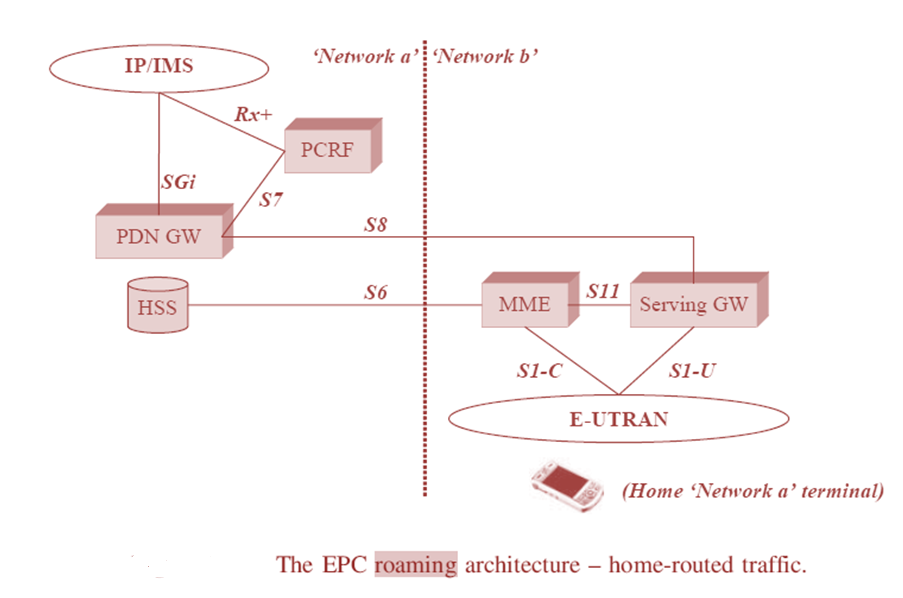 IP/IMS
‘Network a’ ‘Network b’
Rx+
PCRF
SGi
S7
PDN GW
S8
HSS
S6
MME
S11
Serving GW
S1-C
S1-U
E-UTRAN
(Home ‘Network a’ terminal)
The EPC roaming architecture – home-routed traffic.